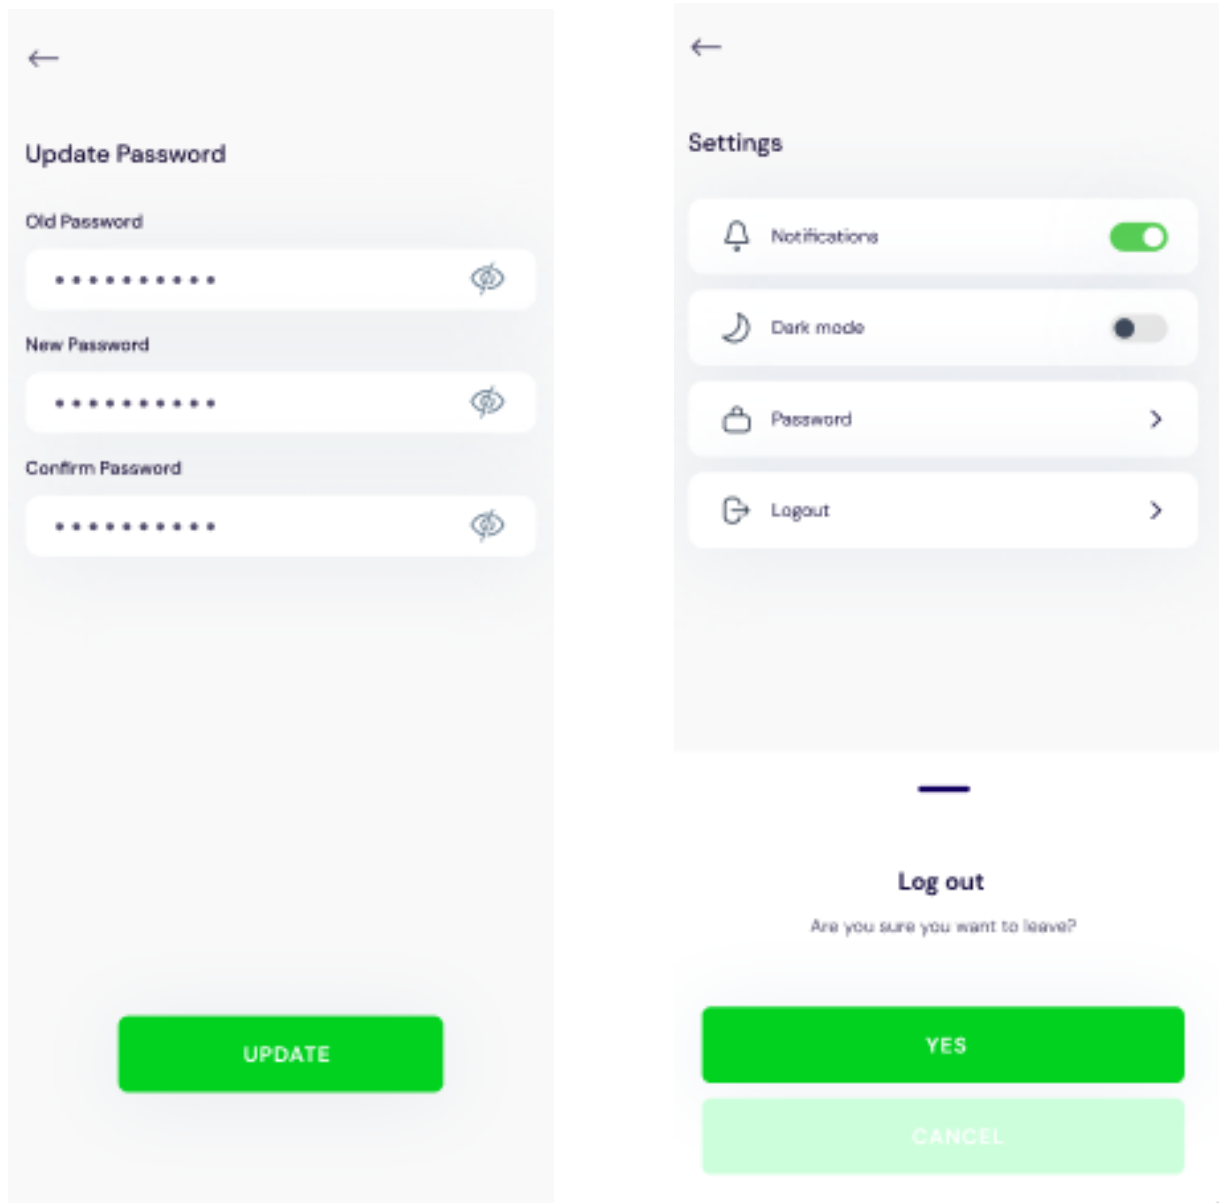 Update Password
Old Password
New Password
Confirm Password
UPDATE
Settings
Notifications
Dark mode
Password
Logout
Log out
Are you sure you want to leave?
YES
CANCEL